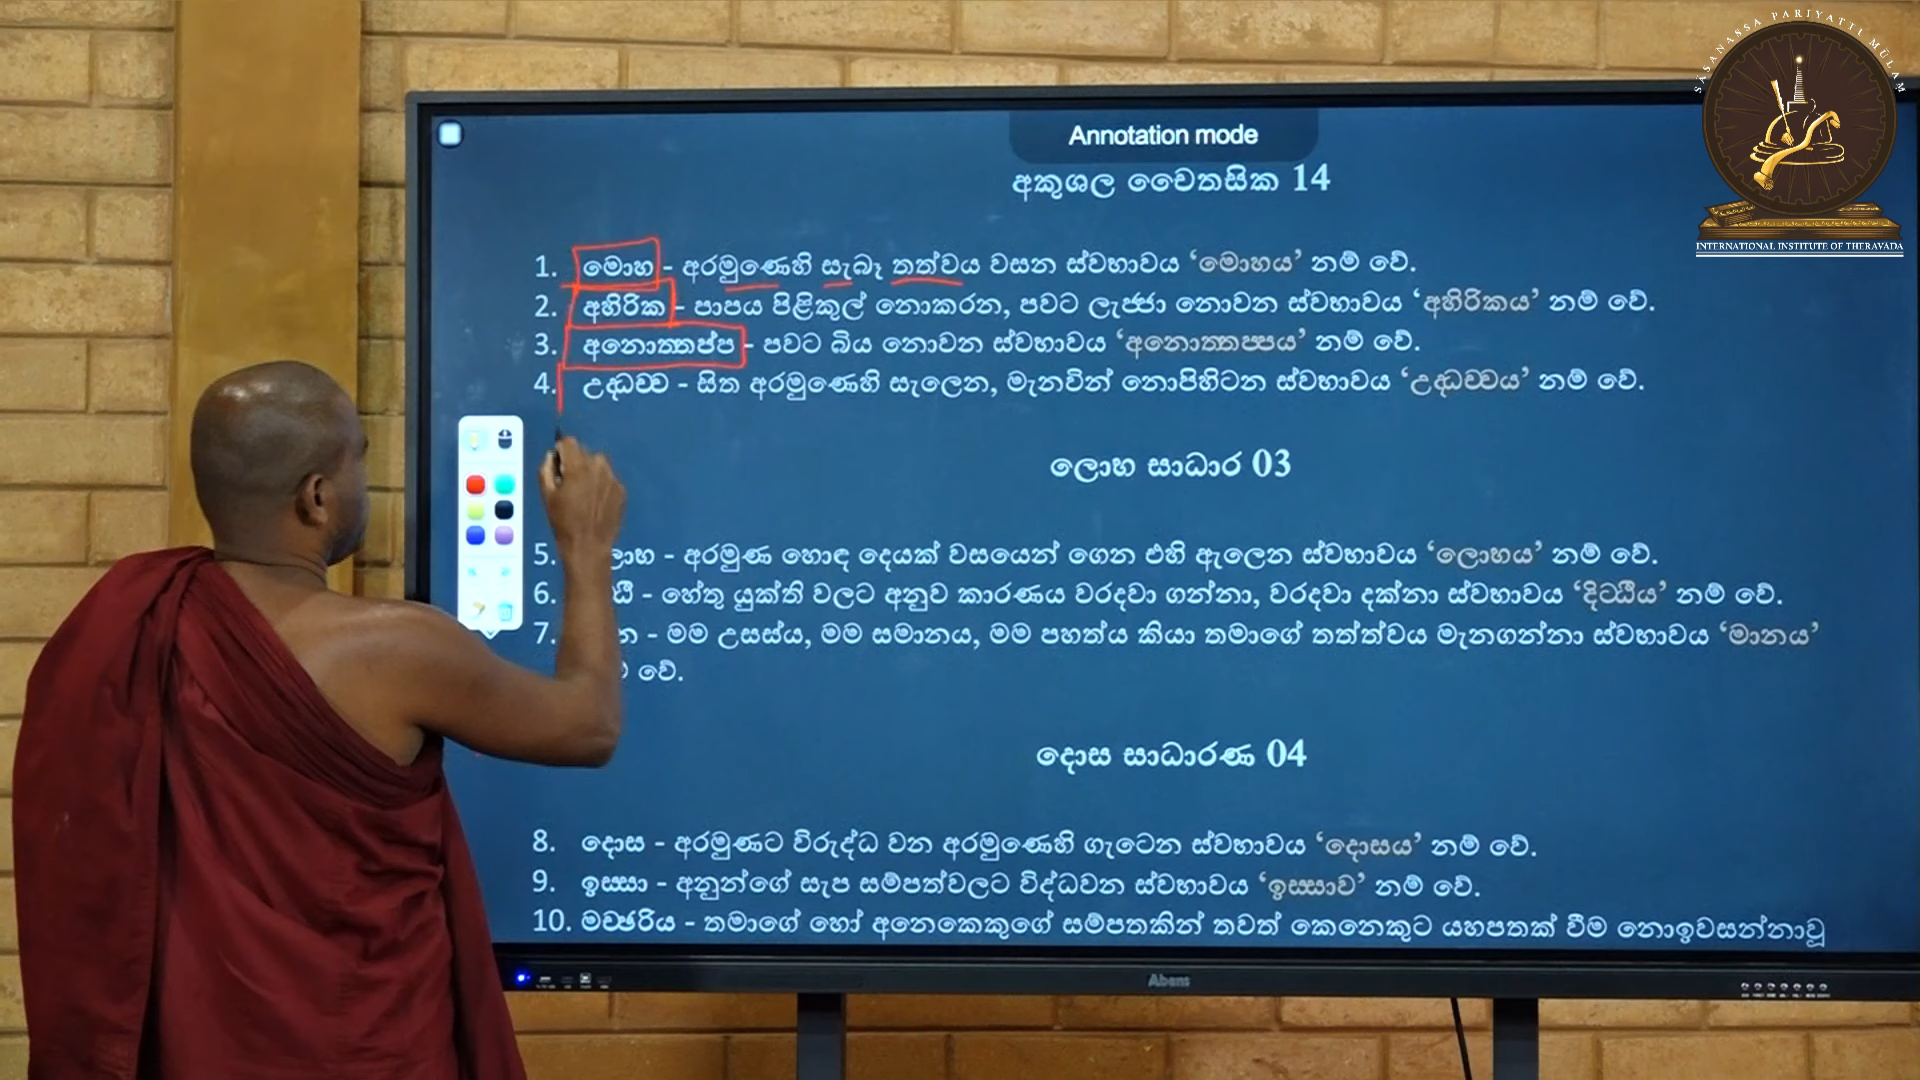 SĀSANASSA PARIYATTI MŪLAM
INTERNATIONAL INSTITUTE OF THERAVĀDA
Annotation mode
අකුශල චෛතසික 14
1. මොහ - අරමුණෙහි සැබෑ තත්වය වසන ස්වභාවය ‘මොහය’ නම් වේ.
2. අහිරික - පාපය පිළිකුල් නොකරන, පවට ලැජ්ජා නොවන ස්වභාවය ‘අහිරිකය’ නම් වේ.
3. අනොත්තප්ප - පවට බිය නොවන ස්වභාවය ‘අනොත්තප්පය’ නම් වේ.
4. උද්ධච්ච - සිත අරමුණෙහි සැලෙන, මැනවින් නොපිහිටන ස්වභාවය ‘උද්ධච්චය’ නම් වේ.
ලොභ සාධාර 03
5. ලොභ - අරමුණ හොඳ දෙයක් වසයෙන් ගෙන එහි ඇලෙන ස්වභාවය ‘ලොභය’ නම් වේ.
6. - හේතු යුක්ති වලට අනුව කාරණය වරදවා ගන්නා, වරදවා දක්නා ස්වභාවය ‘දිට්ඨිය’ නම් වේ.
7. න - මම උසස්ය, මම සමානය, මම පහත්ය කියා තමාගේ තත්ත්වය මැනගන්නා ස්වභාවය ‘මානය’
වේ.
දොස සාධාරණ 04
8. දොස - අරමුණට විරුද්ධ වන අරමුණෙහි ගැටෙන ස්වභාවය ‘දොසය’ නම් වේ.
9. ඉස්සා - අනුන්ගේ සැප සම්පත්වලට විද්ධවන ස්වභාවය ‘ඉස්සාව’ නම් වේ.
10. මච්ඡරිය - තමාගේ හෝ අනෙකෙකුගේ සම්පතකින් තවත් කෙනෙකුට යහපතක් වීම නොඉවසන්නාවූ
Abans